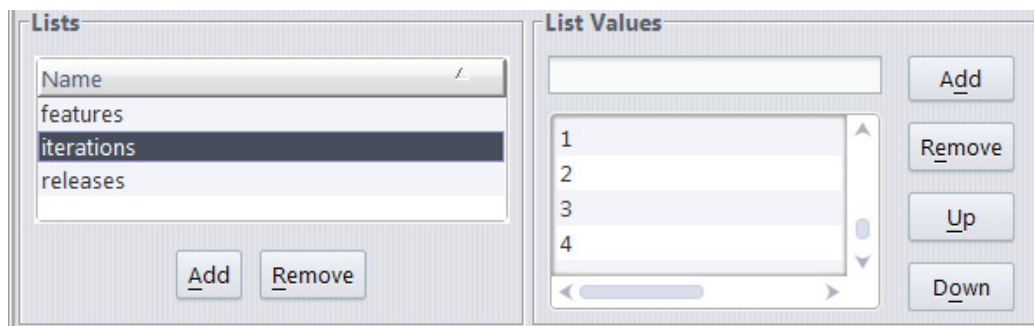 Lists
Name
features
iterations
releases
Add
Remove
List Values
Add
1
2
3
4
Remove
Up
Down